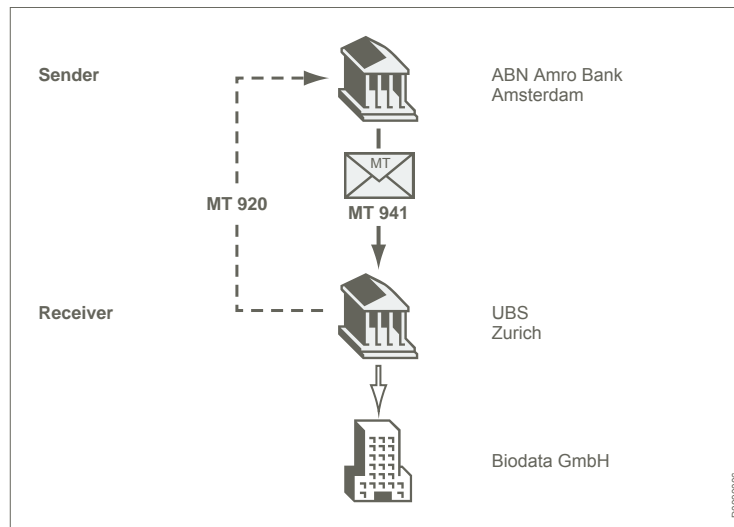 Sender
ABN Amro Bank
Amsterdam
MT
MT 920
MT 941
Receiver
UBS
Zurich
Biodata GmbH